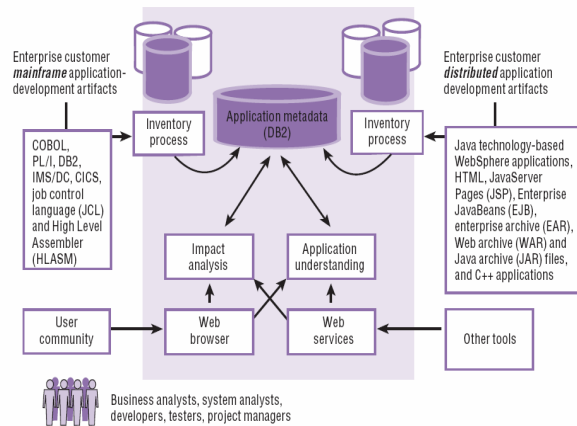 Enterprise customer
mainframe application-
development artifacts
Enterprise customer
distributed application
development artifacts
Application metadata
(DB2)
Inventory
process
Inventory
process
COBOL,
PL/I, DB2,
IMS/DC, CICS,
job control
language (JCL)
and High Level
Assembler
(HLASM)
Java technology-based
WebSphere applications,
HTML, JavaServer
Pages (JSP), Enterprise
JavaBeans (EJB),
enterprise archive (EAR),
Web archive (WAR) and
Java archive (JAR) files,
and C++ applications
Impact
analysis
Application
understanding
User
community
Web
browser
Web
services
Other tools
Business analysts, system analysts,
developers, testers, project managers